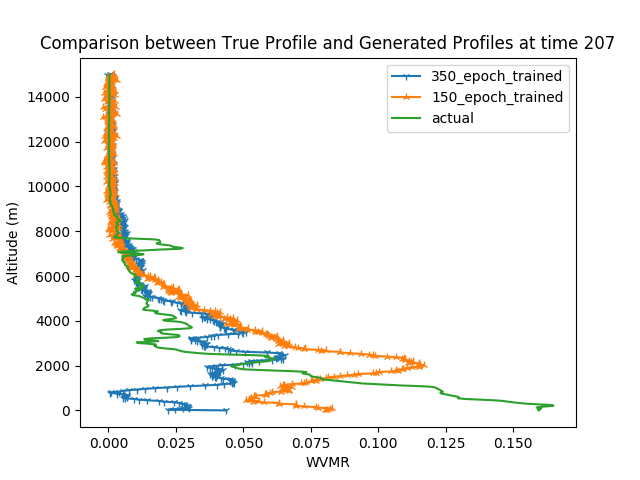 Comparison between True Profile and Generated Profiles at time 207
350_epoch_trained
150_epoch_trained
actual
Altitude (m)
14000
12000
10000
8000
6000
4000
2000
0
0.000 0.025 0.050 0.075 0.100 0.125 0.150
WVMR